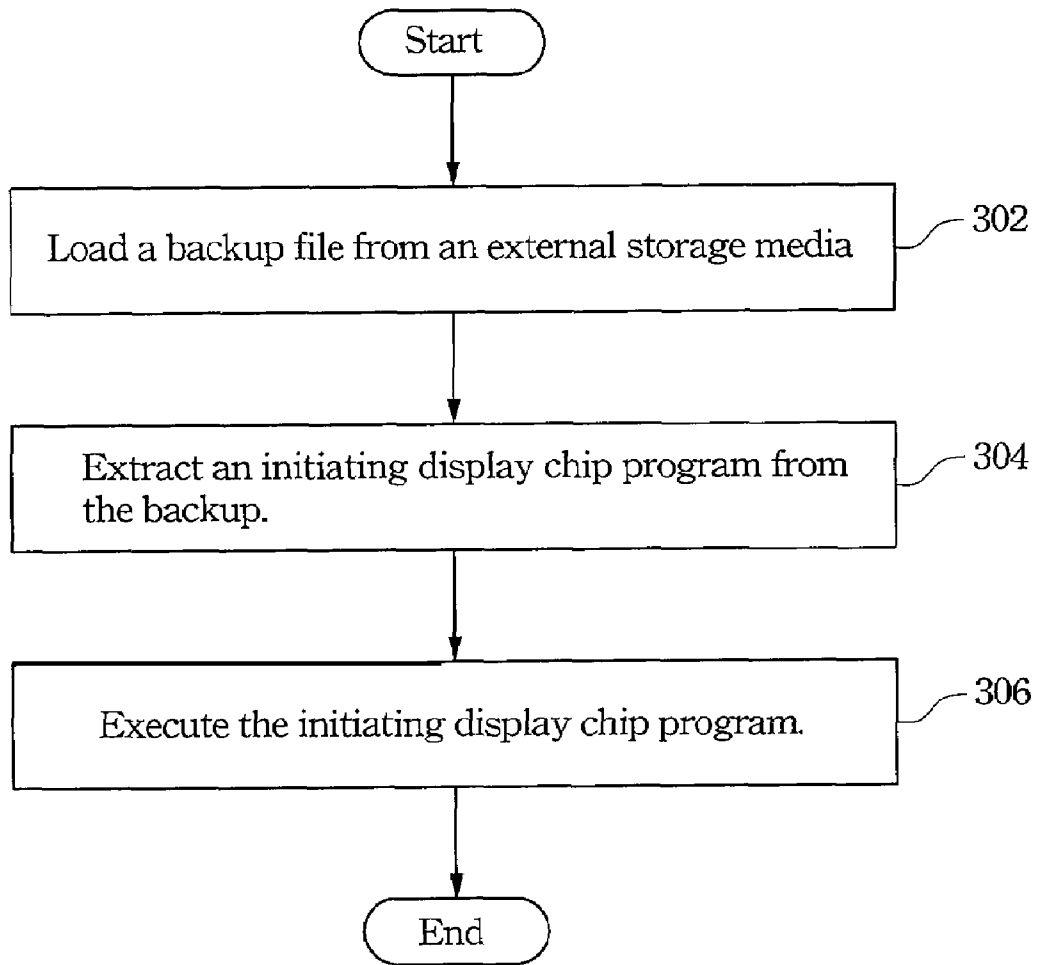 Start
Load a backup file from an external storage media
302
Extract an initiating display chip program from
the backup.
304
Execute the initiating display chip program.
306
End